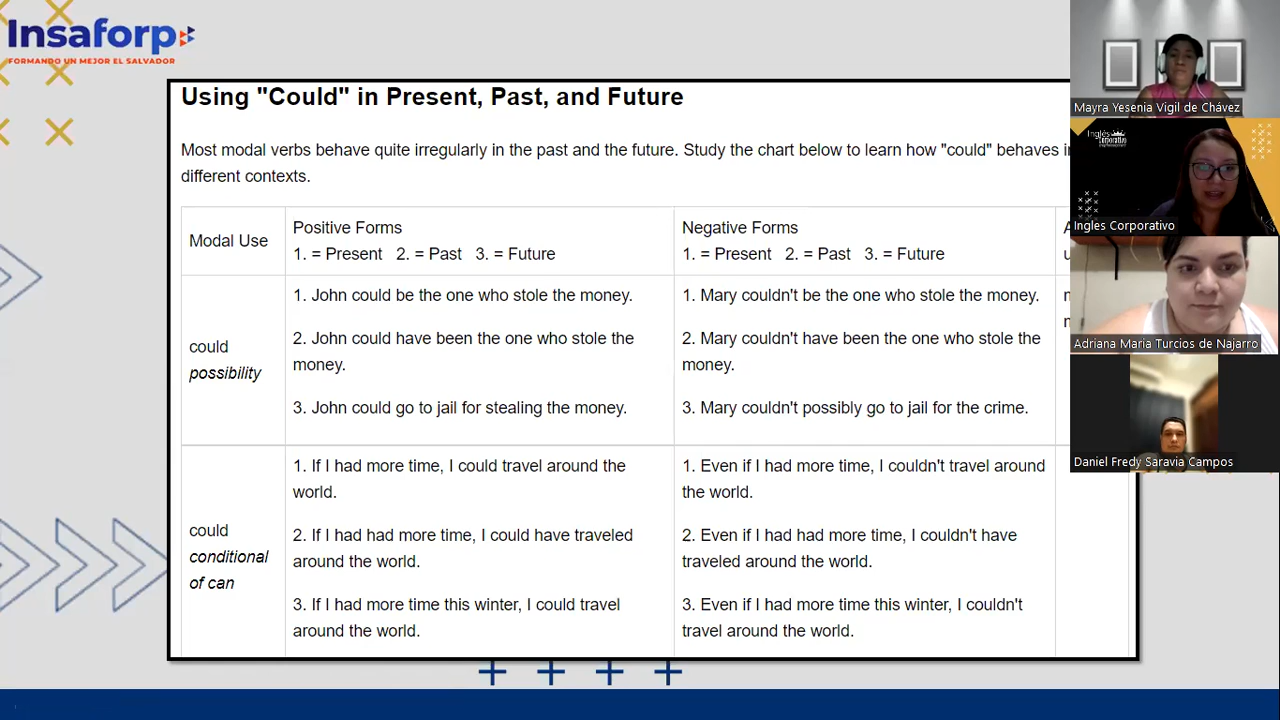 Insaforp
FORMANDO UN MEJOR EL SALVADOR
Using "Could" in Present, Past, and Future
Most modal verbs behave quite regularly in the past and the future. Study the chart below to learn how "could" behaves in
different contexts.
Modal Use
Positive Forms
1. = Present 2. = Past 3. = Future
Negative Forms
1. = Present 2. = Past 3. = Future
could
possibility
1. John could be the one who stole the money.
2. John could have been the one who stole the
money.
3. John could go to jail for stealing the money.
1. Mary couldn't be the one who stole the money.
2. Mary couldn't have been the one who stole the
money.
3. Mary couldn't possibly go to jail for the crime.
could
conditional
of can
1. If I had more time, I could travel around the
world.
2. If I had had more time, I could have traveled
around the world.
3. If I had more time this winter, I could travel
around the world.
1. Even if I had more time, I couldn't travel around
the world.
2. Even if I had had more time, I couldn't have
traveled around the world.
3. Even if I had more time this winter, I couldn't
travel around the world.
Mayra Yesenia Vigil de Chávez
Inglés
Corporativo
Ingles Corporativo
Adriana Maria Turcios de Najarro
Daniel Fredy Saravia Campos